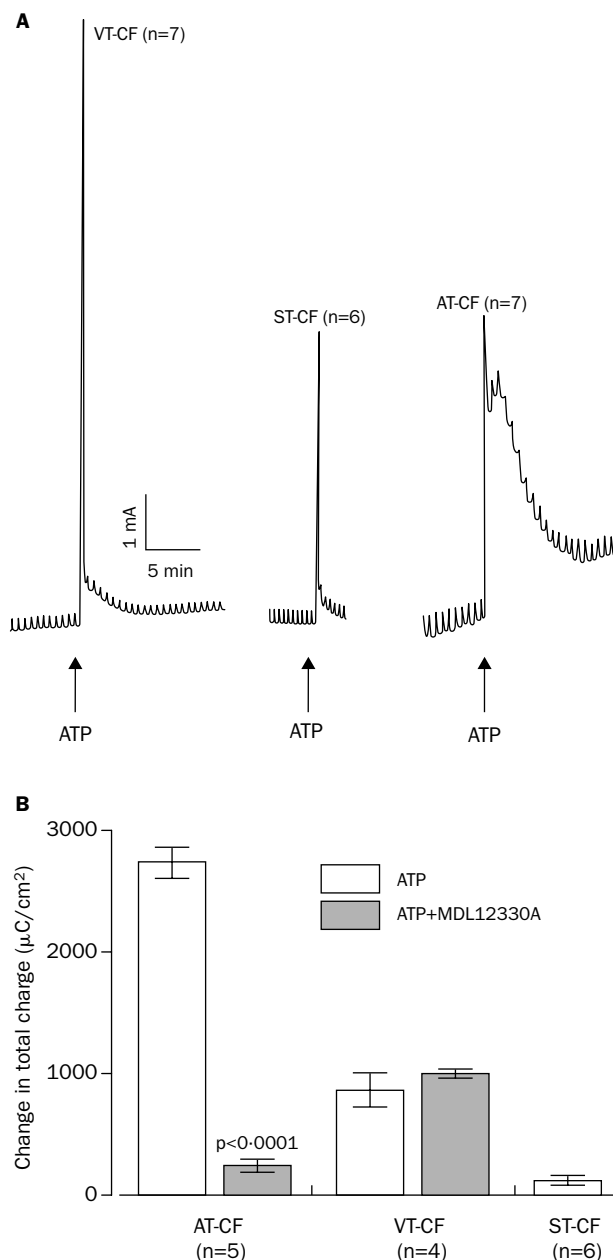 A
VT-CF (n=7)
ST-CF (n=6)
AT-CF (n=7)
1 mA
5 min
ATP
ATP
ATP
B
Change in total charge (μC/cm²)
3000
2000
1000
0
ATP
ATP+MDL12330A
p<0·0001
AT-CF
(n=5)
VT-CF
(n=4)
ST-CF
(n=6)